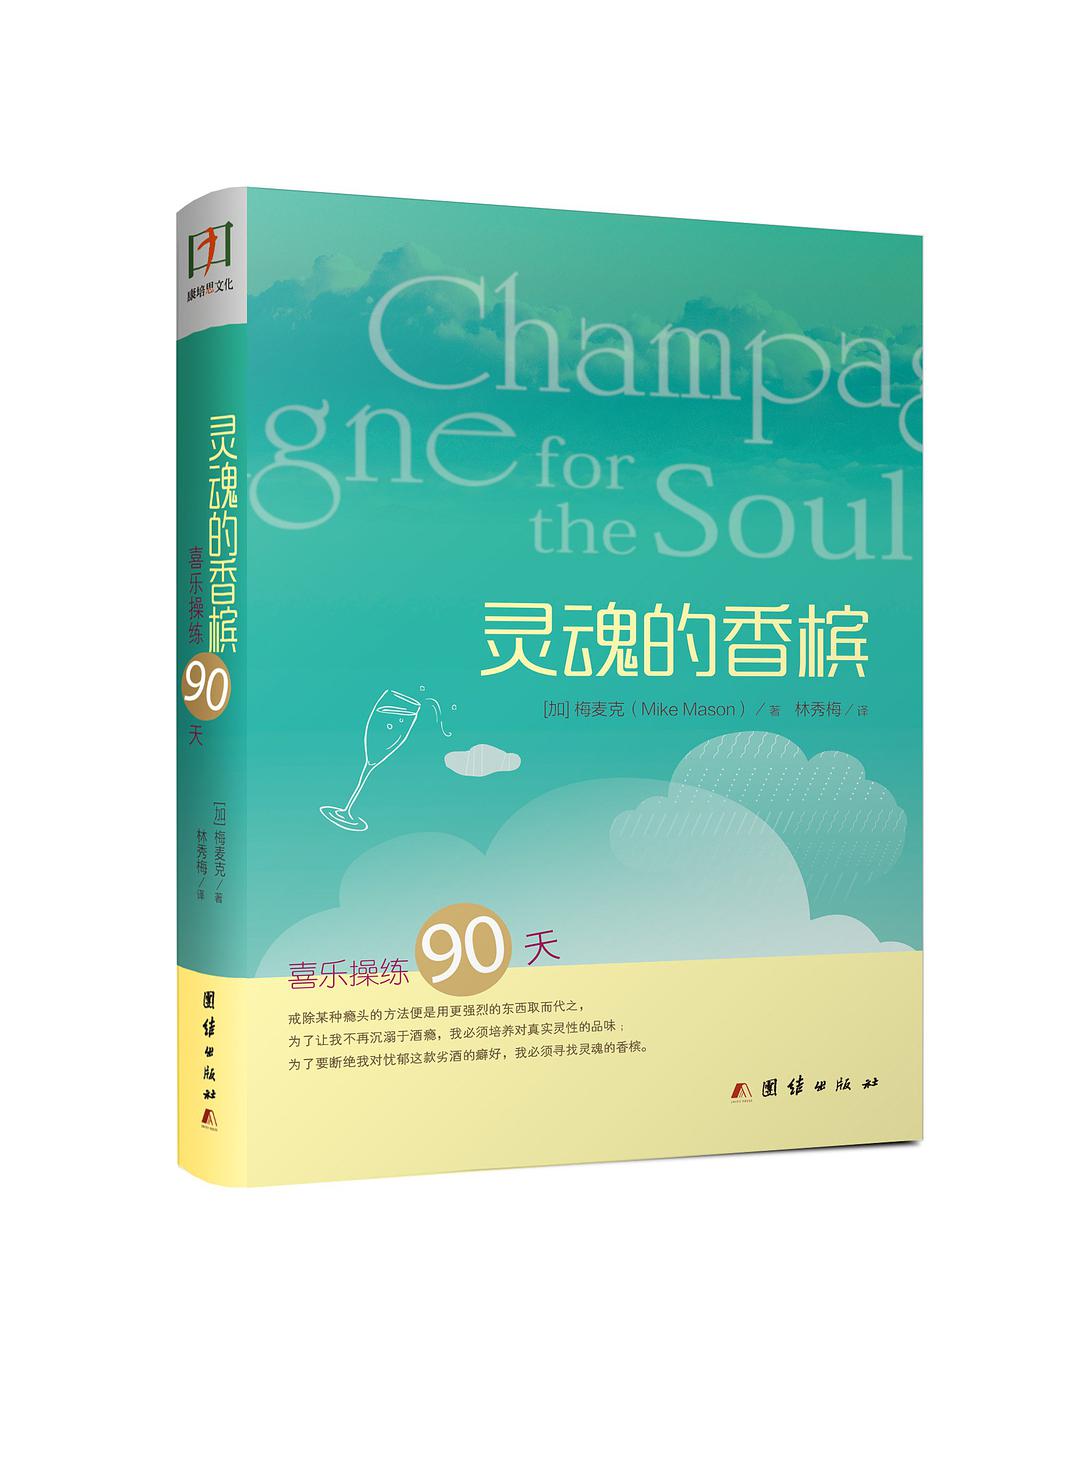 康培思文化
灵魂的香槟
喜乐操练
90
天
[加]梅麦克/著
林秀梅/译
團结出版社
Champag
gne for
the Soul
灵魂的香槟
[加] 梅麦克（Mike Mason）/著 林秀梅/译
喜乐操练 90 天
戒除某种瘾头的方法便是用更强烈的东西取而代之，
为了让我不再沉溺于酒瘾，我必须培养对真实灵性的品味；
为了要断绝我对忧郁这款劣酒的癖好，我必须寻找灵魂的香槟。
團结出版社